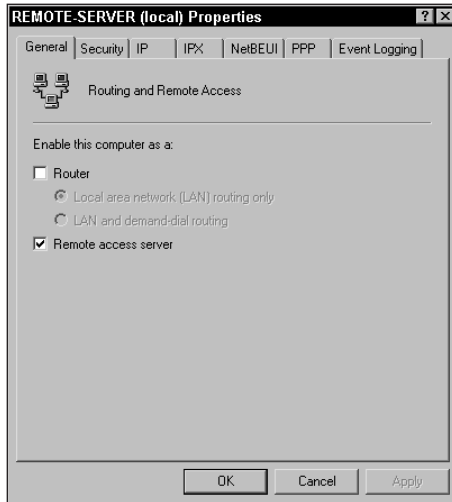 REMOTE-SERVER (local) Properties
General Security IP IPX NetBEUI PPP Event Logging
Routing and Remote Access
Enable this computer as a:
Router
Local area network (LAN) routing only
LAN and demand-dial routing
Remote access server
OK Cancel Apply